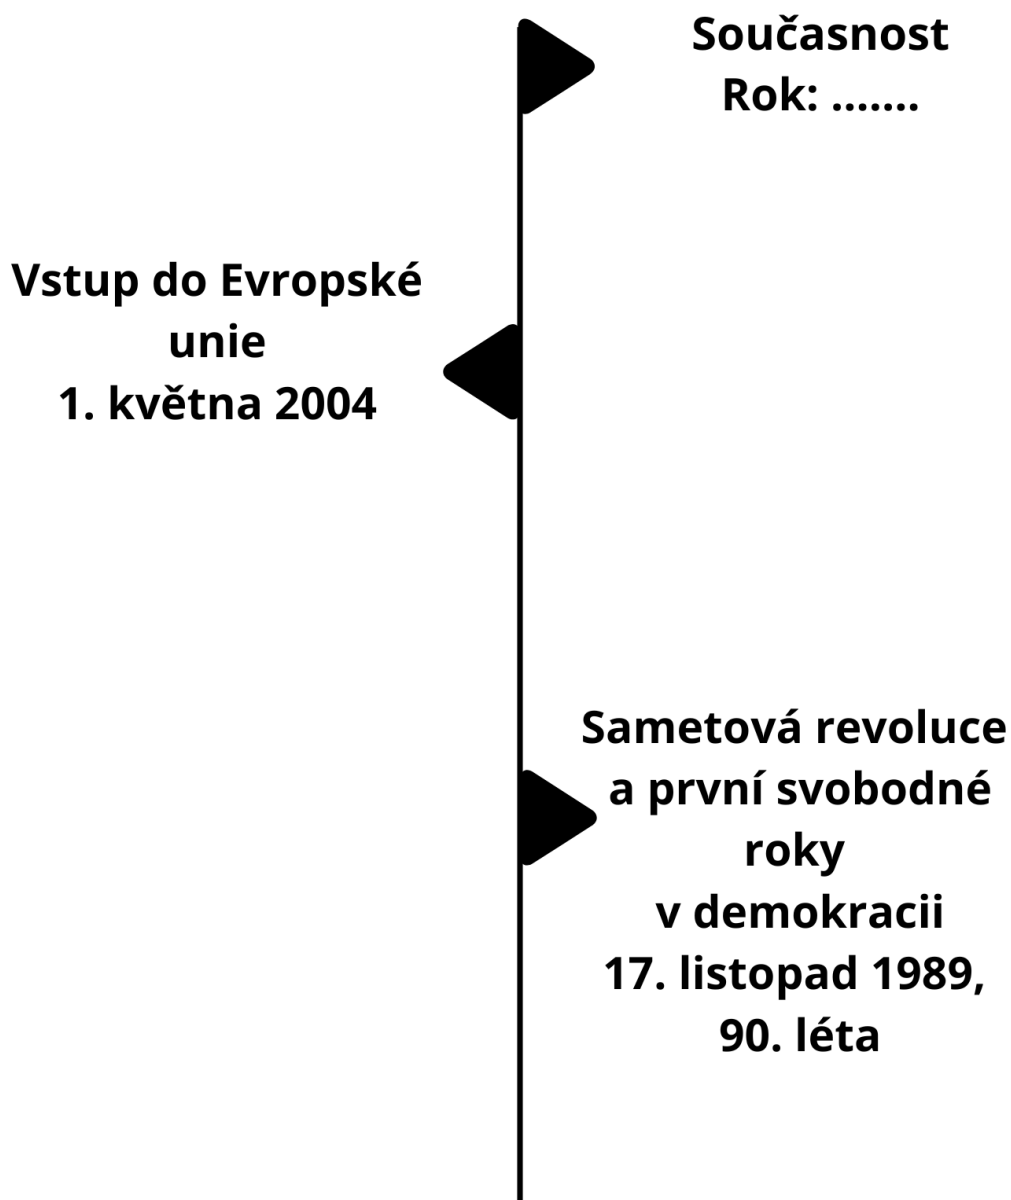 Současnost
Rok: .......
Vstup do Evropské
unie
1. května 2004
Sametová revoluce
a první svobodné
roky
v demokracii
17. listopad 1989,
90. léta